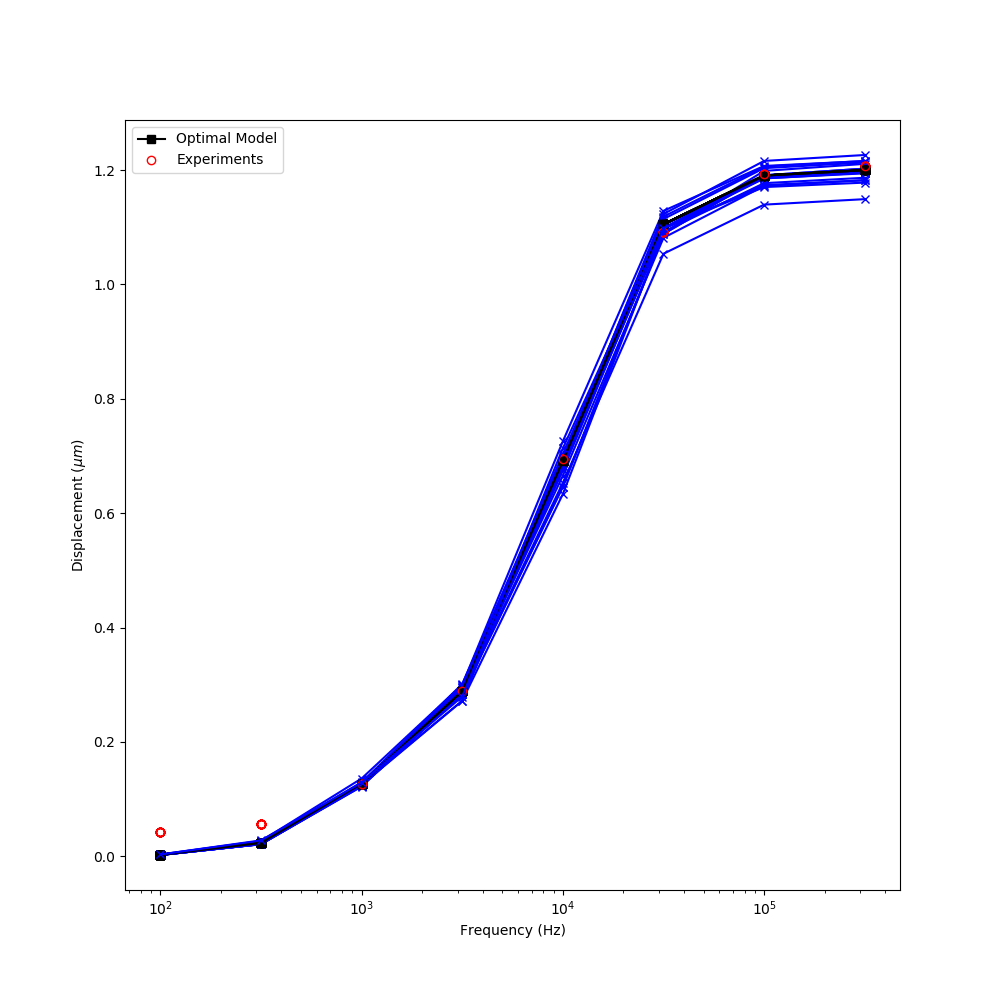 Optimal Model
Experiments
1.2
1.0
0.8
0.6
0.4
0.2
0.0
Displacement (μm)
10²
10³
10⁴
10⁵
Frequency (Hz)